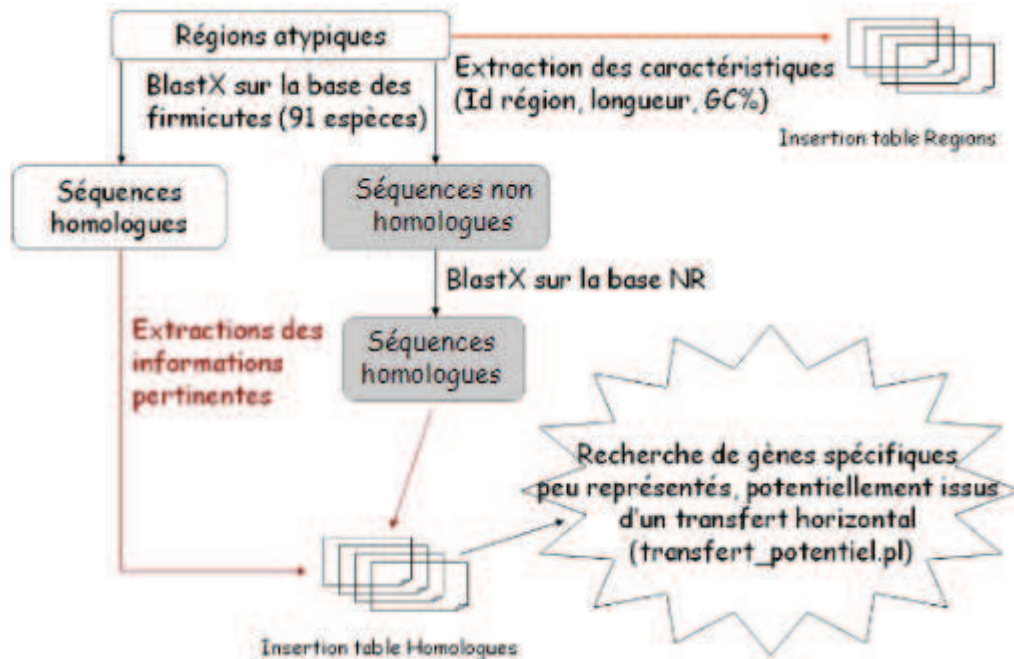 Régions atypiques
BlastX sur la base des
firmicutes (91 espèces)
Extraction des caractéristiques
(Id région, longueur, GC%)
Insertion table Regions
Séquences
homologues
Séquences non
homologues
BlastX sur la base NR
Extractions des
informations
pertinentes
Séquences
homologues
Recherche de gènes spécifiques
peu représentés, potentiellement issus
d'un transfert horizontal
(transfert_potentiel.pl)
Insertion table Homologues